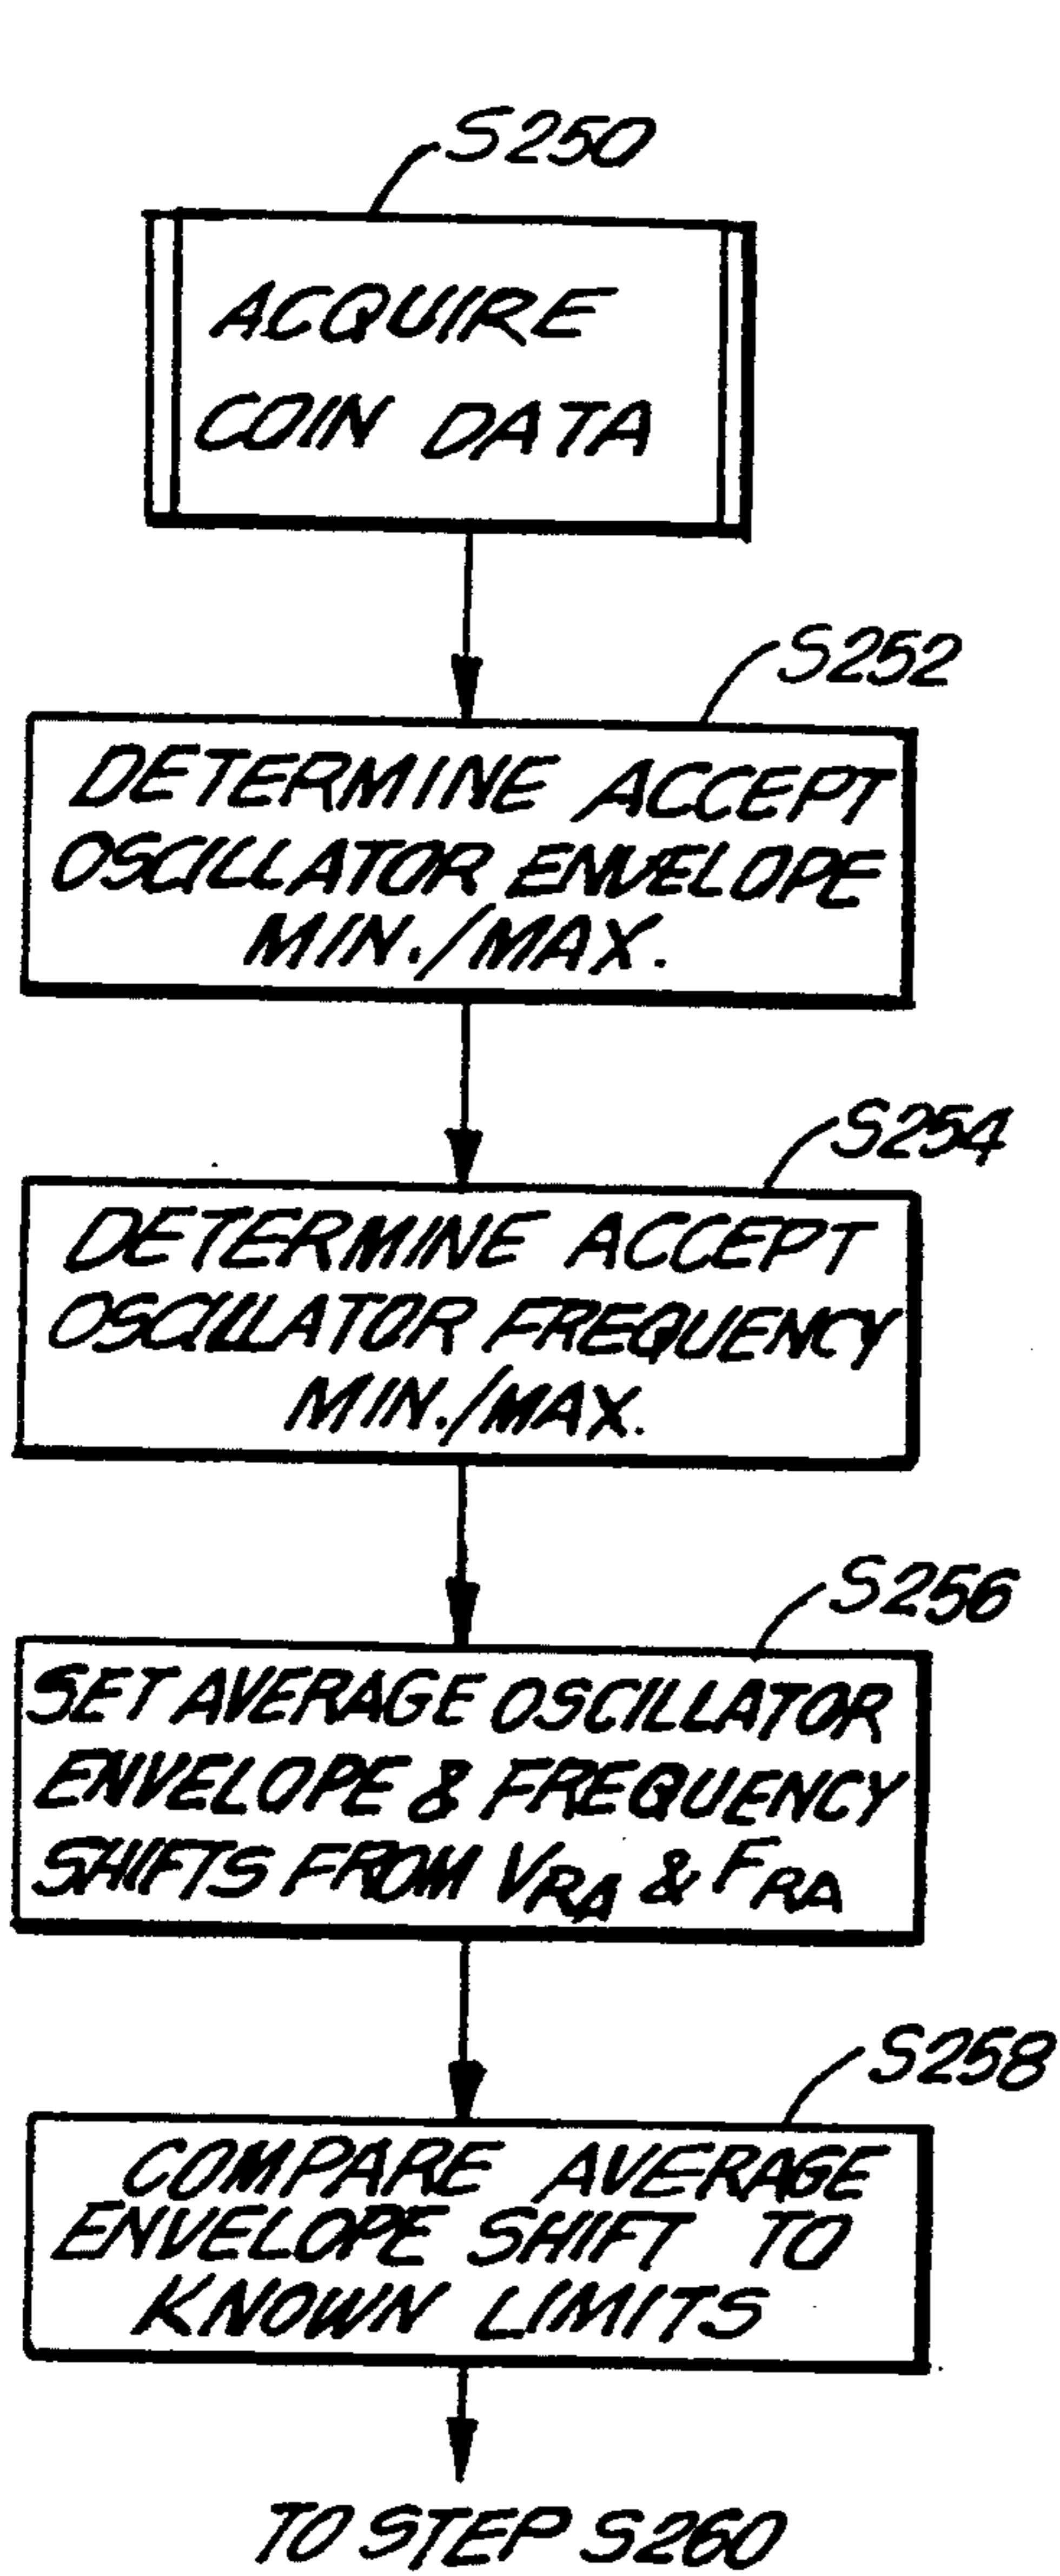 S250
ACQUIRE
COIN DATA
S252
DETERMINE ACCEPT
OSCILLATOR ENVELOPE
MIN./MAX.
S254
DETERMINE ACCEPT
OSCILLATOR FREQUENCY
MIN./MAX.
S256
SET AVERAGE OSCILLATOR
ENVELOPE & FREQUENCY
SHIFTS FROM VRA & FRA
S258
COMPARE AVERAGE
ENVELOPE SHIFT TO
KNOWN LIMITS
TO STEP S260